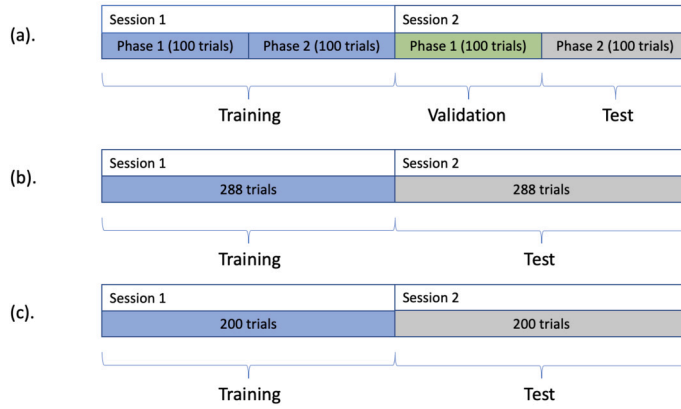 (a).
Session 1 Session 2
Phase 1 (100 trials) Phase 2 (100 trials) Phase 1 (100 trials) Phase 2 (100 trials)
Training Validation Test
(b).
Session 1 Session 2
288 trials 288 trials
Training Test
(c).
Session 1 Session 2
200 trials 200 trials
Training Test